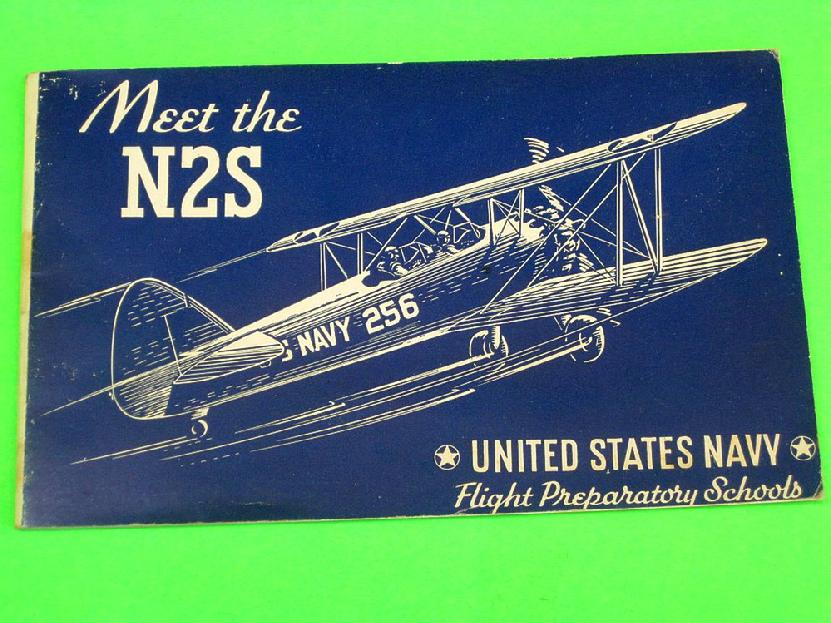 Meet the
N2S
S NAVY 256
UNITED STATES NAVY
Flight Preparatory Schools